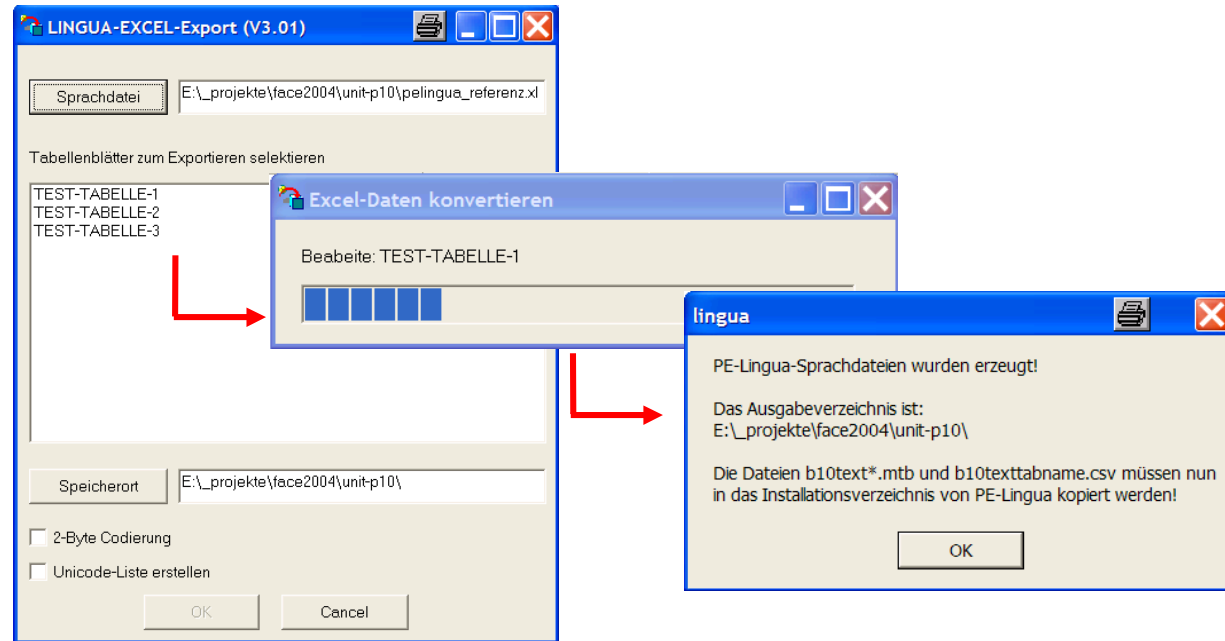 LINGUA-EXCEL-Export (V3.01)
Sprachdatei
E:\_projekte\face2004\unit-p10\pelingua_referenz.xl
Tabellenblätter zum Exportieren selektieren
TEST-TABELLE-1
TEST-TABELLE-2
TEST-TABELLE-3
Excel-Daten konvertieren
Beabeite: TEST-TABELLE-1
lingua
PE-Lingua-Sprachdateien wurden erzeugt!
Das Ausgabeverzeichnis ist:
E:\_projekte\face2004\unit-p10\
Die Dateien b10text*.mtb und b10texttabname.csv müssen nun
in das Installationsverzeichnis von PE-Lingua kopiert werden!
OK
Speicherort
E:\_projekte\face2004\unit-p10\
2-Byte Codierung
Unicode-Liste erstellen
OK
Cancel